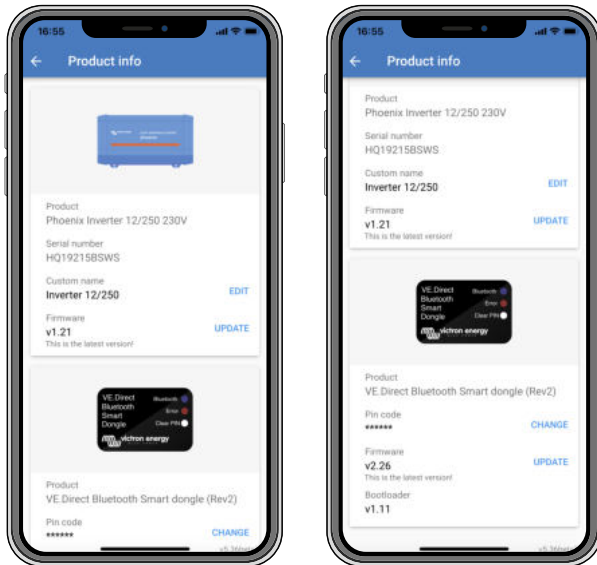 16:55
Product info
Product
Phoenix Inverter 12/250 230V
Serial number
HQ19215BSWS
Custom name
Inverter 12/250
EDIT
Firmware
v1.21
UPDATE
This is the latest version!
VE.Direct
Bluetooth
Smart
Dongle
Bluetooth
Error
Clear PIN
victron energy
Product
VE.Direct Bluetooth Smart dongle (Rev2)
Pin code
******
CHANGE
16:55
Product info
Product
Phoenix Inverter 12/250 230V
Serial number
HQ19215BSWS
Custom name
Inverter 12/250
EDIT
Firmware
v1.21
UPDATE
This is the latest version!
VE.Direct
Bluetooth
Smart
Dongle
Bluetooth
Error
Clear PIN
victron energy
Product
VE.Direct Bluetooth Smart dongle (Rev2)
Pin code
******
CHANGE
Firmware
v2.26
UPDATE
This is the latest version!
Bootloader
v1.11